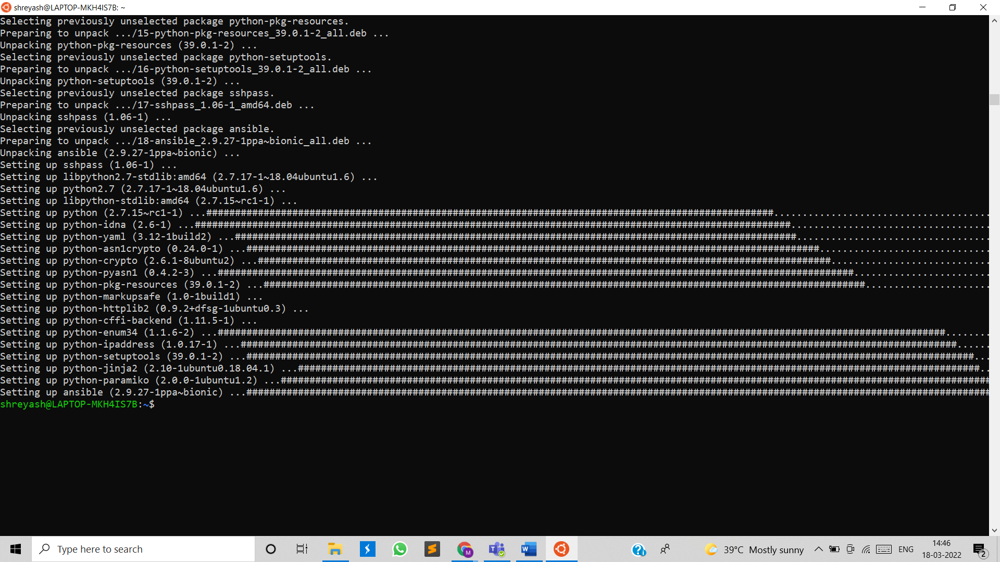 shreyash@LAPTOP-MKH4IS7B: ~
Selecting previously unselected package python-pkg-resources.
Preparing to unpack .../15-python-pkg-resources_39.0.1-2_all.deb ...
Unpacking python-pkg-resources (39.0.1-2) ...
Selecting previously unselected package python-setuptools.
Preparing to unpack .../16-python-setuptools_39.0.1-2_all.deb ...
Unpacking python-setuptools (39.0.1-2) ...
Selecting previously unselected package sshpass.
Preparing to unpack .../17-sshpass_1.06-1_amd64.deb ...
Unpacking sshpass (1.06-1) ...
Selecting previously unselected package ansible.
Preparing to unpack .../18-ansible_2.9.27-1ppa~bionic_all.deb ...
Unpacking ansible (2.9.27-1ppa~bionic) ...
Setting up sshpass (1.06-1) ...
Setting up libpython2.7-stdlib:amd64 (2.7.17-1~18.04ubuntu1.6) ...
Setting up python2.7 (2.7.17-1~18.04ubuntu1.6) ...
Setting up libpython-stdlib:amd64 (2.7.15~rc1-1) ...
Setting up python (2.7.15~rc1-1) ...###################################################################################################......................................
Setting up python-idna (2.6-1) ...########################################################################################################...................................
Setting up python-yaml (3.12-1build2) ...##################################################################################################..................................
Setting up python-asn1crypto (0.24.0-1) ...####################################################################################################..............................
Setting up python-crypto (2.6.1-8ubuntu2) ...####################################################################################################............................
Setting up python-pyasn1 (0.4.2-3) ...###############################################################################################################........................
Setting up python-pkg-resources (39.0.1-2) ...#########################################################################################################......................
Setting up python-markupsafe (1.0-1build1) ...
Setting up python-httplib2 (0.9.2+dfsg-1ubuntu0.3) ...
Setting up python-cffi-backend (1.11.5-1) ...
Setting up python-enum34 (1.1.6-2) ...###############################################################################################################################........
Setting up python-ipaddress (1.0.17-1) ...#############################################################################################################################......
Setting up python-setuptools (39.0.1-2) ...###############################################################################################################################...
Setting up python-jinja2 (2.10-1ubuntu0.18.04.1) ...#######################################################################################################################..
Setting up python-paramiko (2.0.0-1ubuntu1.2) ...############################################################################################################################
Setting up ansible (2.9.27-1ppa~bionic) ...##################################################################################################################################
shreyash@LAPTOP-MKH4IS7B:~$
Type here to search
39°C Mostly sunny
ENG
14:46
18-03-2022
2